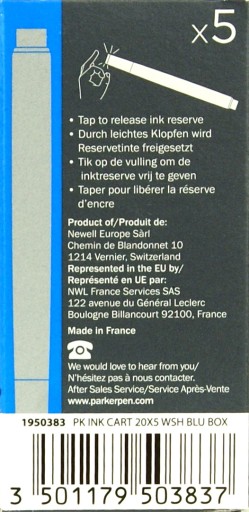 x5
• Tap to release ink reserve
• Durch leichtes Klopfen wird
Reservetinte freigesetzt
• Tik op de vulling om de
inktreserve vrij te geven
• Taper pour libérer la réserve
d'encre
Product of/Produit de:
Newell Europe Sàrl
Chemin de Blandonnet 10
1214 Vernier, Switzerland
Represented in the EU by/
Représenté en UE par:
NWL France Services SAS
122 avenue du Général Leclerc
Boulogne Billancourt 92100, France
Made in France
We would love to hear from you/
N'hésitez pas à nous contacter.
After Sales Service/Service Après-Vente
www.parkerpen.com
1950383 PK INK CART 20X5 WSH BLU BOX
3 501179 503837